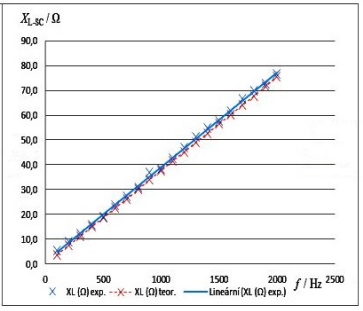 X_L-SC / Ω
90,0
80,0
70,0
60,0
50,0
40,0
30,0
20,0
10,0
0,0
0 500 1000 1500 2000 2500
f / Hz
XL (Ω) exp. XL (Ω) teor. Lineární (XL (Ω) exp.)